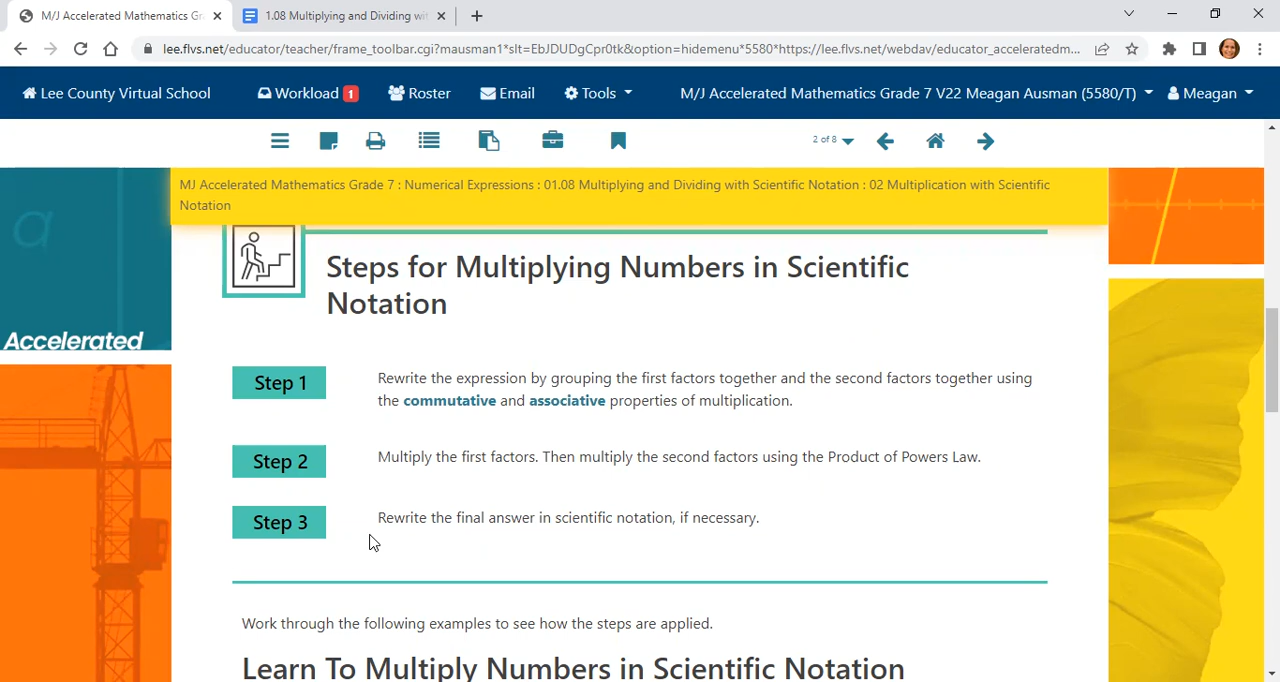 M/J Accelerated Mathematics Gr
1.08 Multiplying and Dividing wit
lee.flvs.net/educator/teacher/frame_toolbar.cgi?mausman1*slt=EbJDUDgCpr0tk&option=hidemenu*5580*https://lee.flvs.net/webdav/educator_acceleratedm...
Lee County Virtual School Workload 1 Roster Email Tools M/J Accelerated Mathematics Grade 7 V22 Meagan Ausman (5580/T) Meagan
2 of 8
MJ Accelerated Mathematics Grade 7 : Numerical Expressions : 01.08 Multiplying and Dividing with Scientific Notation : 02 Multiplication with Scientific
Notation
α
Accelerated
Steps for Multiplying Numbers in Scientific
Notation
Step 1
Rewrite the expression by grouping the first factors together and the second factors together using
the commutative and associative properties of multiplication.
Step 2
Multiply the first factors. Then multiply the second factors using the Product of Powers Law.
Step 3
Rewrite the final answer in scientific notation, if necessary.
Work through the following examples to see how the steps are applied.
Learn To Multiply Numbers in Scientific Notation